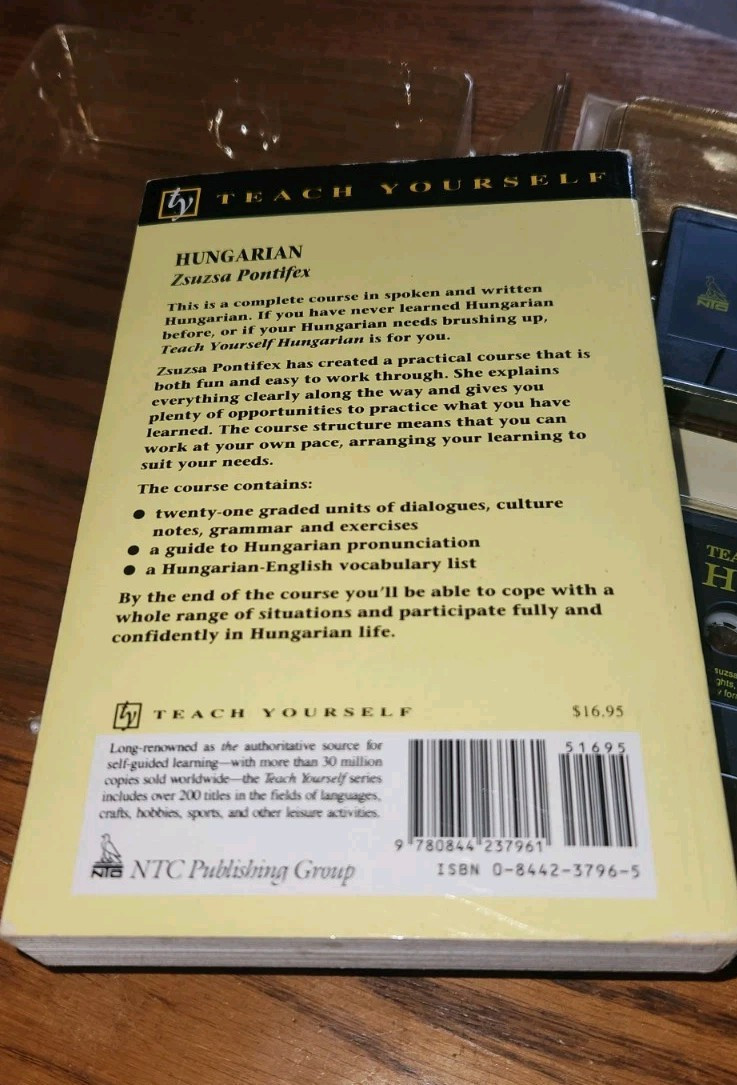 ty TEACH YOURSELF
HUNGARIAN
Zsuzsa Pontifex
This is a complete course in spoken and written
Hungarian. If you have never learned Hungarian
before, or if your Hungarian needs brushing up,
Teach Yourself Hungarian is for you.
Zsuzsa Pontifex has created a practical course that is
both fun and easy to work through. She explains
everything clearly along the way and gives you
plenty of opportunities to practice what you have
learned. The course structure means that you can
work at your own pace, arranging your learning to
suit your needs.
The course contains:
● twenty-one graded units of dialogues, culture
notes, grammar and exercises
● a guide to Hungarian pronunciation
● a Hungarian-English vocabulary list
By the end of the course you'll be able to cope with a
whole range of situations and participate fully and
confidently in Hungarian life.
ty TEACH YOURSELF $16.95
Long-renowned as the authoritative source for
self-guided learning—with more than 30 million
copies sold worldwide—the Teach Yourself series
includes over 200 titles in the fields of languages,
crafts, hobbies, sports, and other leisure activities.
NTC NTC Publishing Group
51695
9 780844 237961
ISBN 0-8442-3796-5
NTC
TEA
H